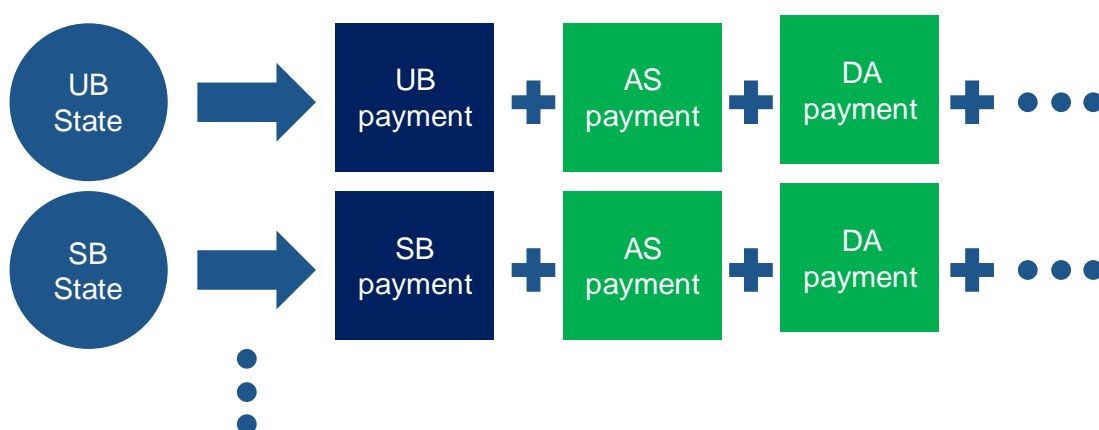 UB
State
UB
payment
AS
payment
DA
payment
SB
State
SB
payment
AS
payment
DA
payment